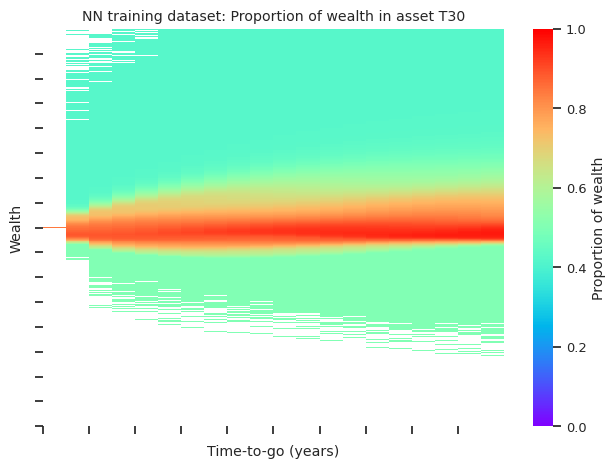 NN training dataset: Proportion of wealth in asset T30
Wealth
Time-to-go (years)
1.0
0.8
0.6
0.4
0.2
0.0
Proportion of wealth